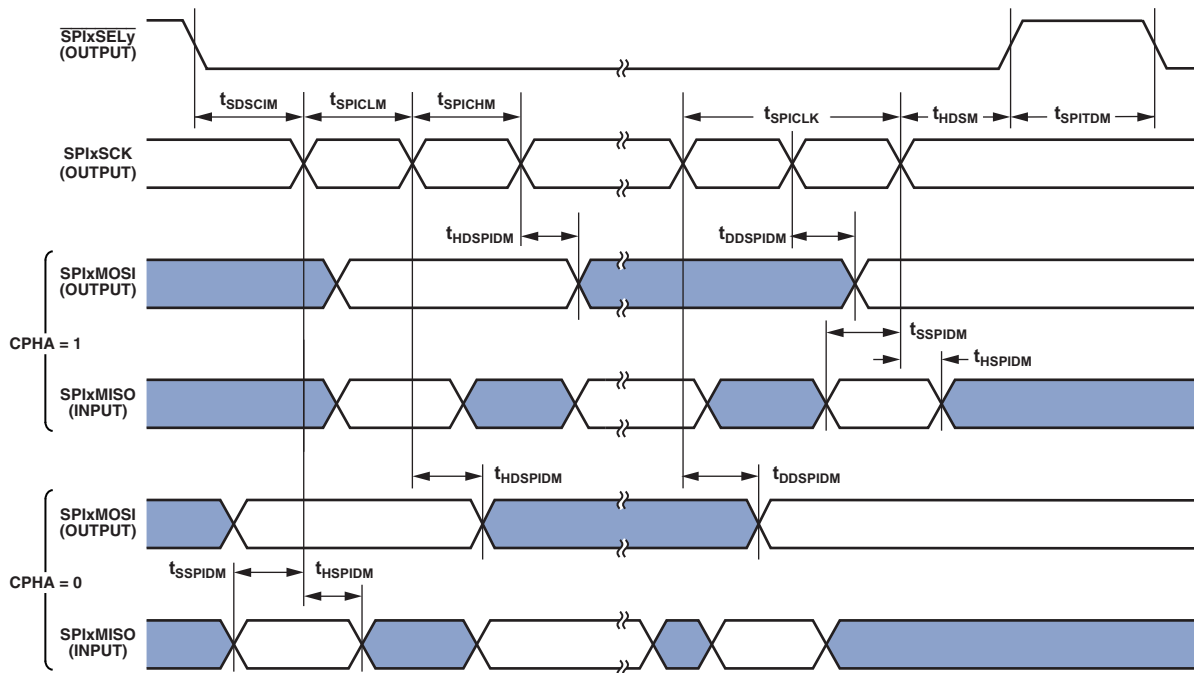 SPIxSELy
(OUTPUT)
tSDSCIM
tSPICLM
tSPICHM
tSPICLK
tHDSM
tSPITDM
SPIxSCK
(OUTPUT)
tHDSPIDM
tDDSPIDM
SPIxMOSI
(OUTPUT)
CPHA = 1
tSSPIDM
tHSPIDM
SPIxMISO
(INPUT)
tHDSPIDM
tDDSPIDM
SPIxMOSI
(OUTPUT)
CPHA = 0
tSSPIDM
tHSPIDM
SPIxMISO
(INPUT)